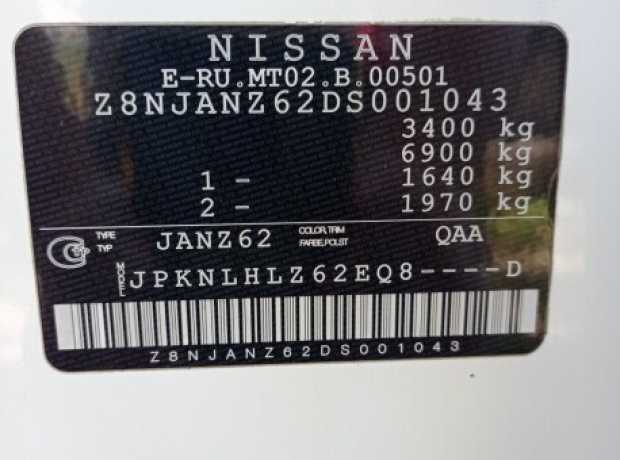 NISSAN
E-RU.MT02.B.00501
Z8NJANZ62DS001043
3400 kg
6900 kg
1 - 1640 kg
2 - 1970 kg
TYPE TYP JANZ62 COLOR,TRIM FARBE,POLST QAA
MODEL JPKNLHLZ62EQ8----D
Z8NJANZ62DS001043